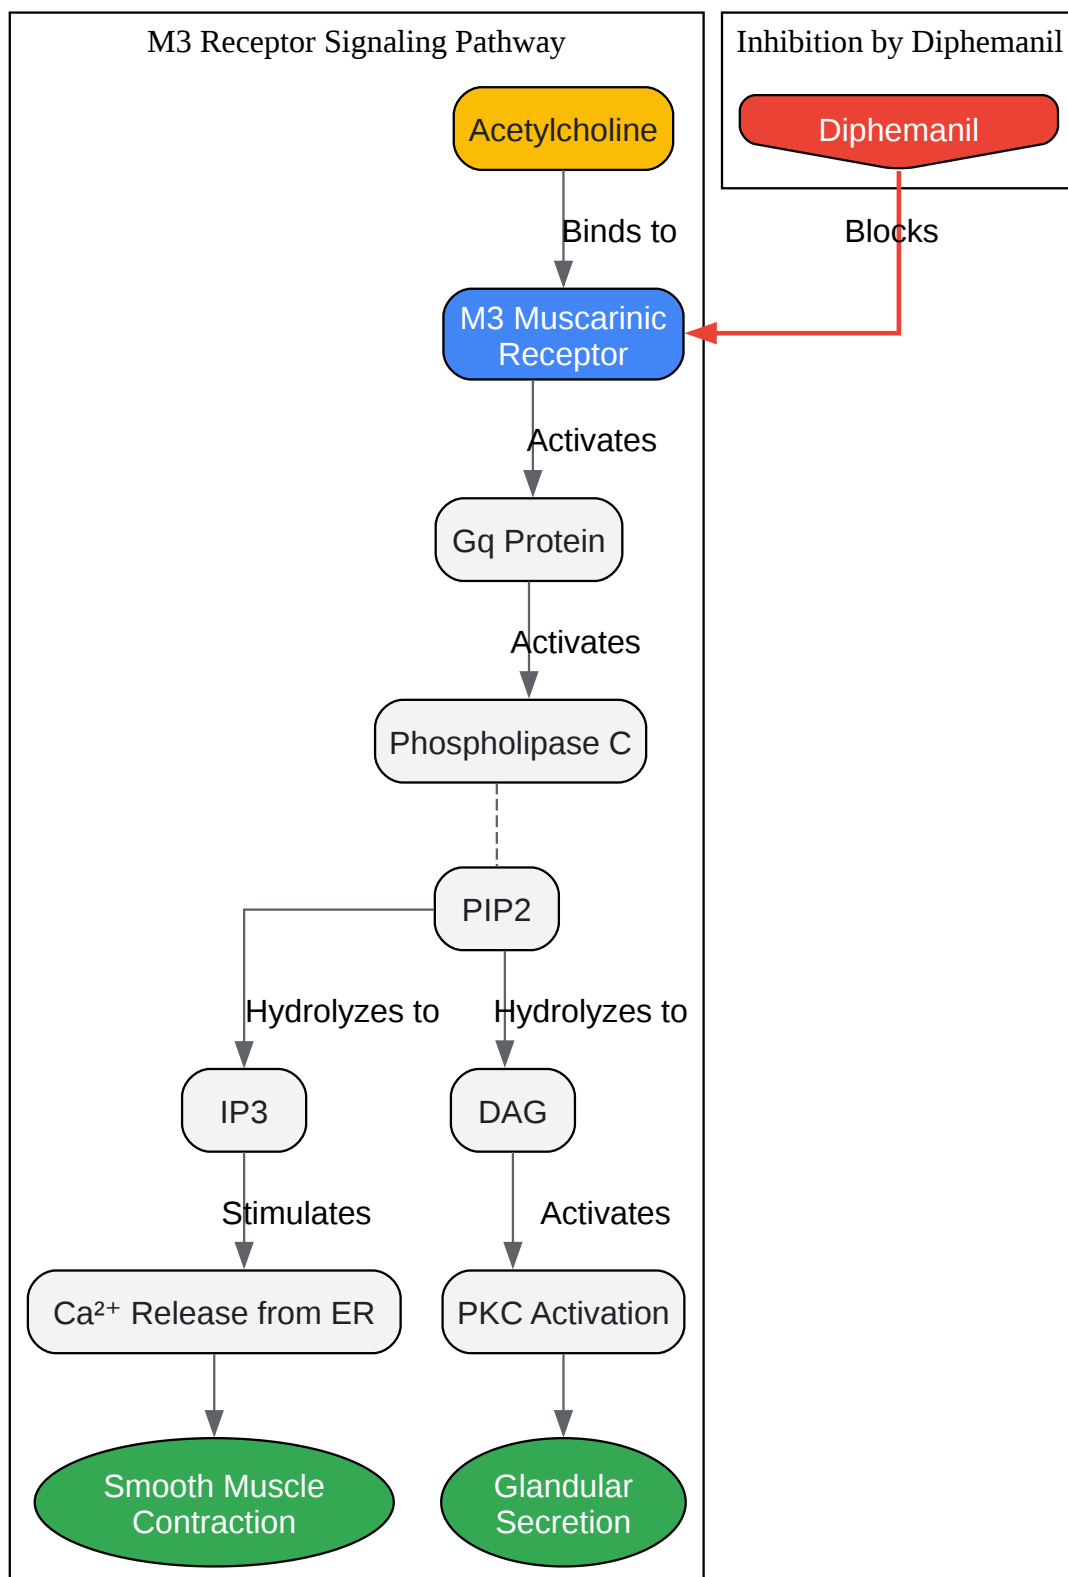 M3 Receptor Signaling Pathway
Inhibition by Diphemanil
Acetylcholine
Diphemanil
Binds to
Blocks
M3 Muscarinic
Receptor
Activates
Gq Protein
Activates
Phospholipase C
PIP2
Hydrolyzes to
Hydrolyzes to
IP3
DAG
Stimulates
Activates
Ca²⁺ Release from ER
PKC Activation
Smooth Muscle
Contraction
Glandular
Secretion